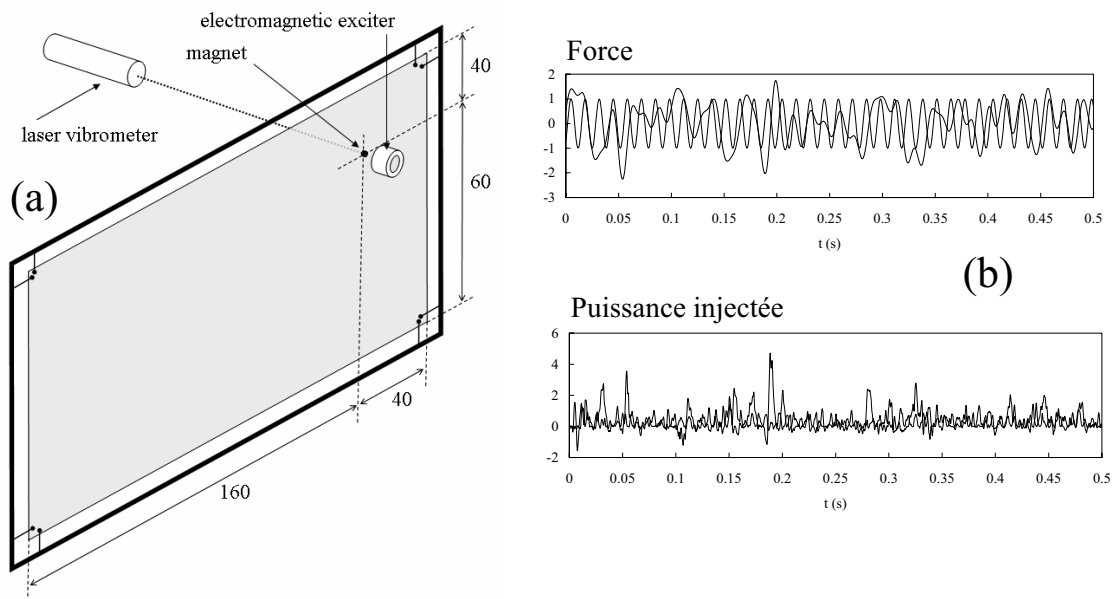 electromagnetic exciter
magnet
laser vibrometer
(a)
40
60
40
160
Force
2
1
0
-1
-2
-3
0 0.05 0.1 0.15 0.2 0.25 0.3 0.35 0.4 0.45 0.5
t (s)
(b)
Puissance injectée
6
4
2
0
-2
0 0.05 0.1 0.15 0.2 0.25 0.3 0.35 0.4 0.45 0.5
t (s)